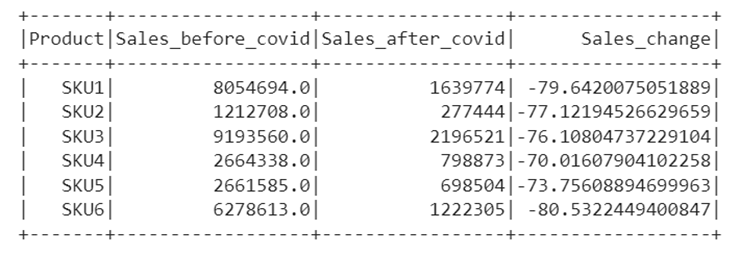 +-------+------------------+-----------------+------------------+
|Product|Sales_before_covid|Sales_after_covid|      Sales_change|
+-------+------------------+-----------------+------------------+
|   SKU1|         8054694.0|          1639774| -79.6420075051889|
|   SKU2|         1212708.0|           277444|-77.12194526629659|
|   SKU3|         9193560.0|          2196521|-76.10804737229104|
|   SKU4|         2664338.0|           798873|-70.01607904102258|
|   SKU5|         2661585.0|           698504|-73.75608894699963|
|   SKU6|         6278613.0|          1222305| -80.5322449400847|
+-------+------------------+-----------------+------------------+